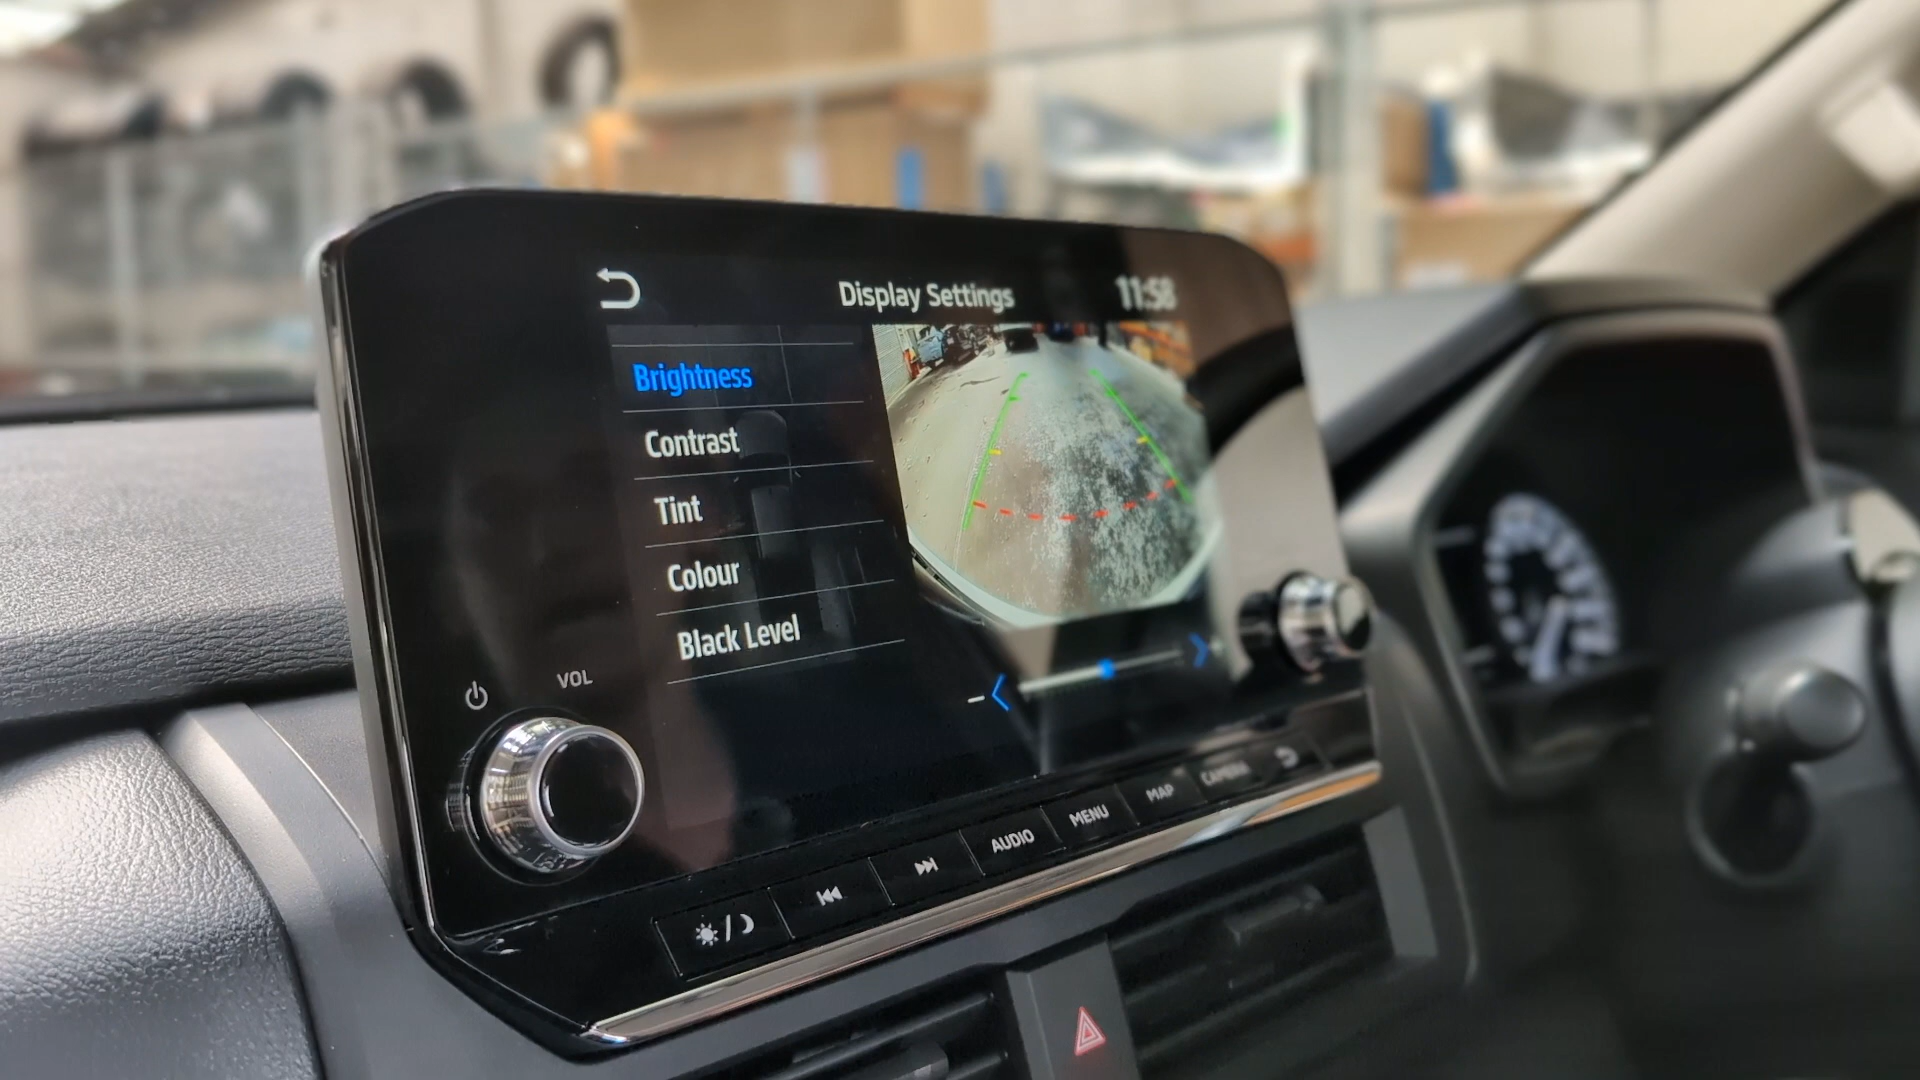 Display Settings
11:58
Brightness
Contrast
Tint
Colour
Black Level
VOL
AUDIO
MENU
MAP
CAMERA